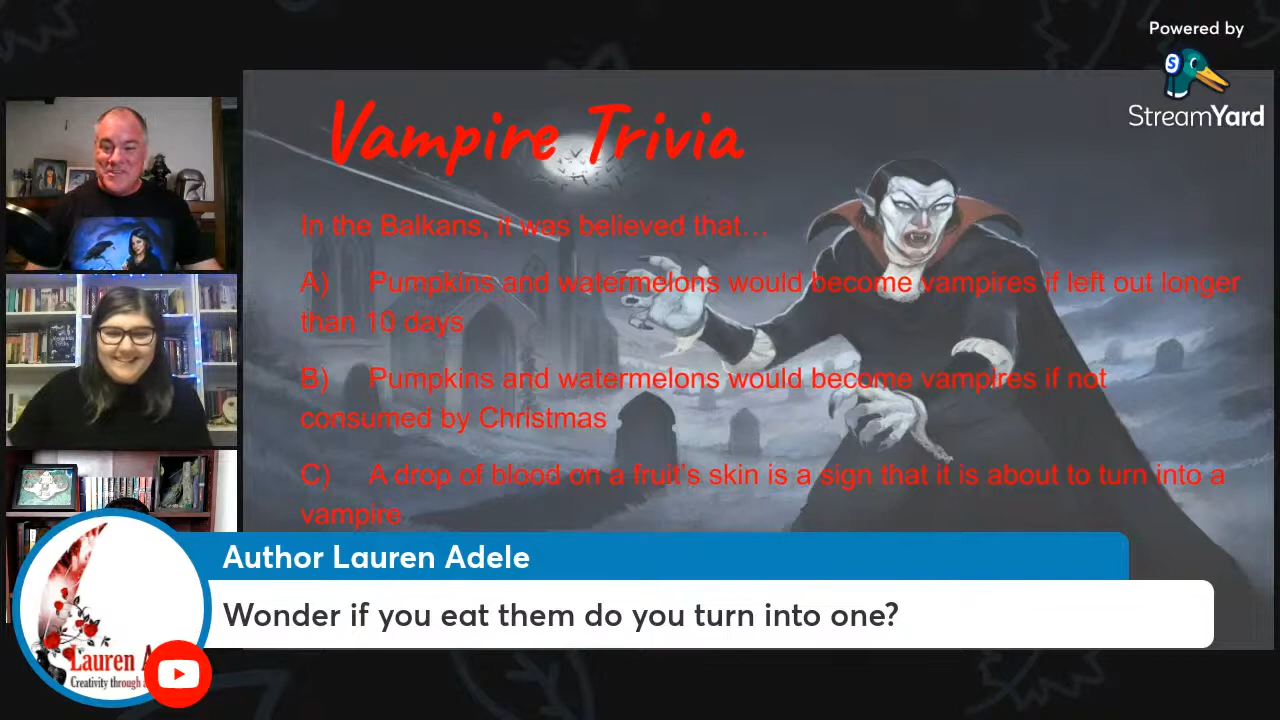 Powered by
StreamYard
Vampire Trivia
In the Balkans, it was believed that…
A) Pumpkins and watermelons would become vampires if left out longer
than 10 days
B) Pumpkins and watermelons would become vampires if not
consumed by Christmas
C) A drop of blood on a fruit's skin is a sign that it is about to turn into a
vampire
Author Lauren Adele
Wonder if you eat them do you turn into one?
Lauren
Creativity through